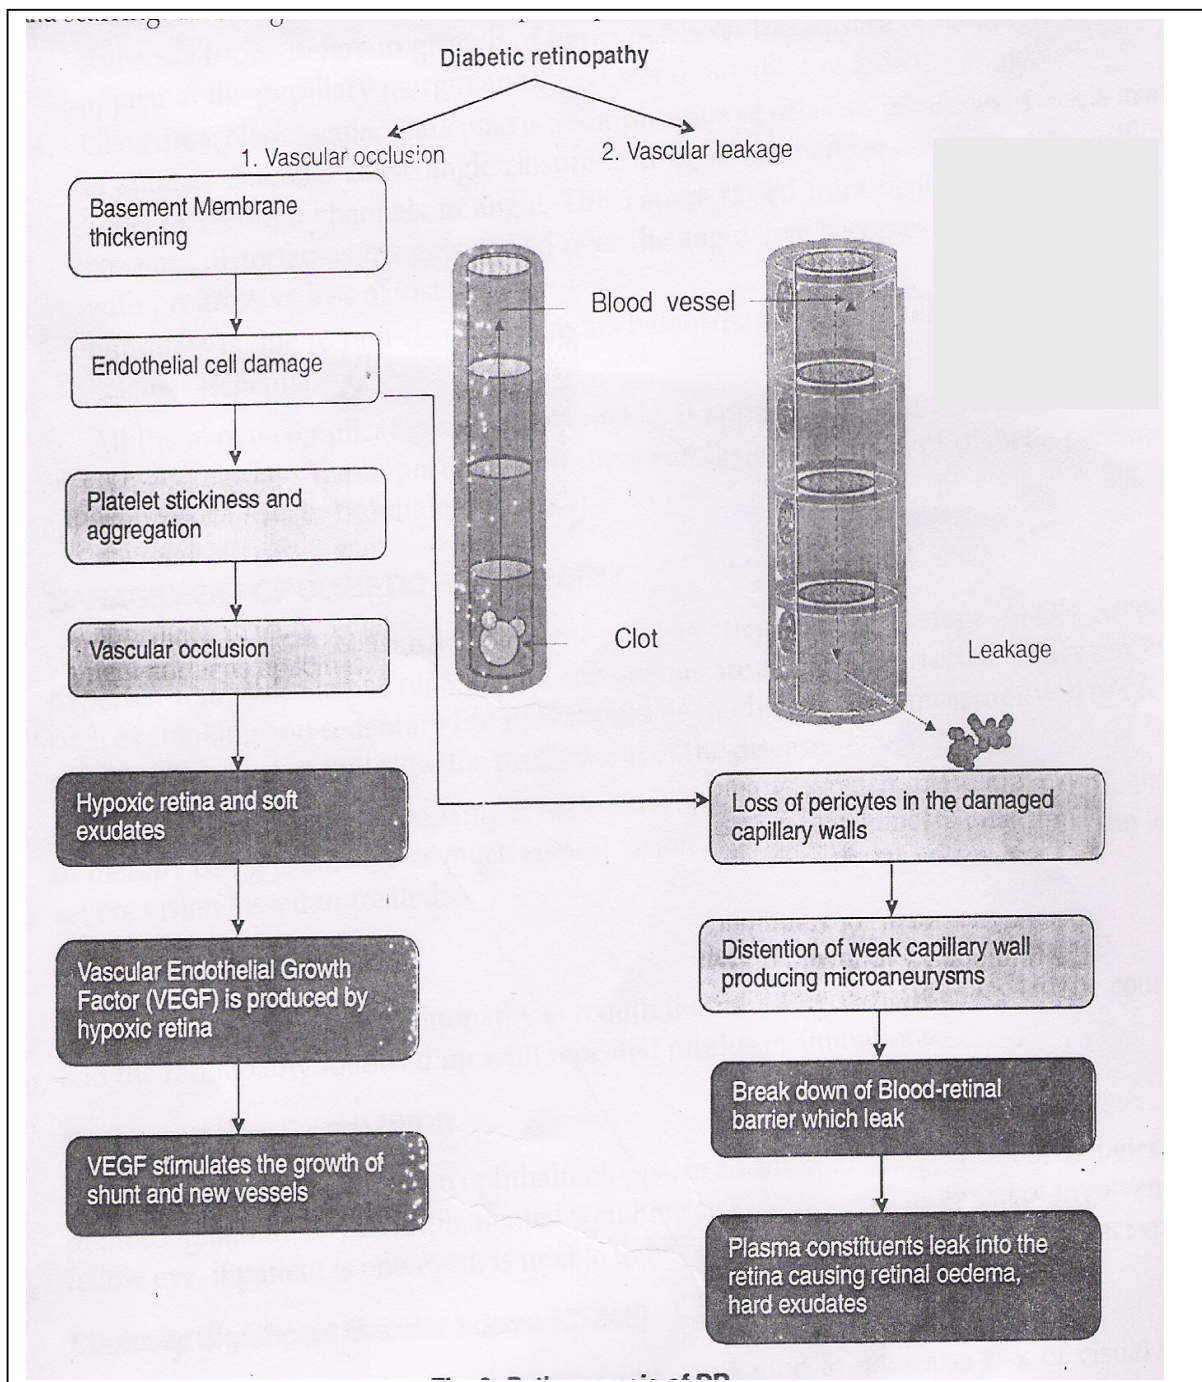 Diabetic retinopathy
1. Vascular occlusion
2. Vascular leakage
Basement Membrane
thickening
Endothelial cell damage
Platelet stickiness and
aggregation
Vascular occlusion
Hypoxic retina and soft
exudates
Vascular Endothelial Growth
Factor (VEGF) is produced by
hypoxic retina
VEGF stimulates the growth of
shunt and new vessels
Blood vessel
Clot
Leakage
Loss of pericytes in the damaged
capillary walls
Distention of weak capillary wall
producing microaneurysms
Break down of Blood-retinal
barrier which leak
Plasma constituents leak into the
retina causing retinal oedema,
hard exudates